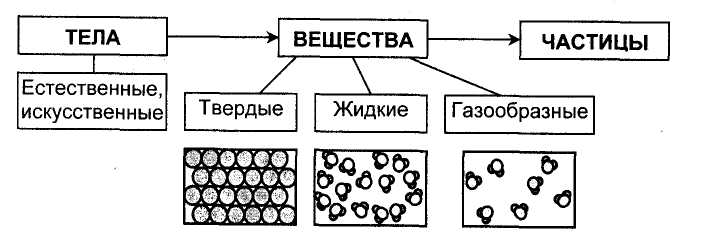 ТЕЛА
ВЕЩЕСТВА
ЧАСТИЦЫ
Естественные,
искусственные
Твердые
Жидкие
Газообразные